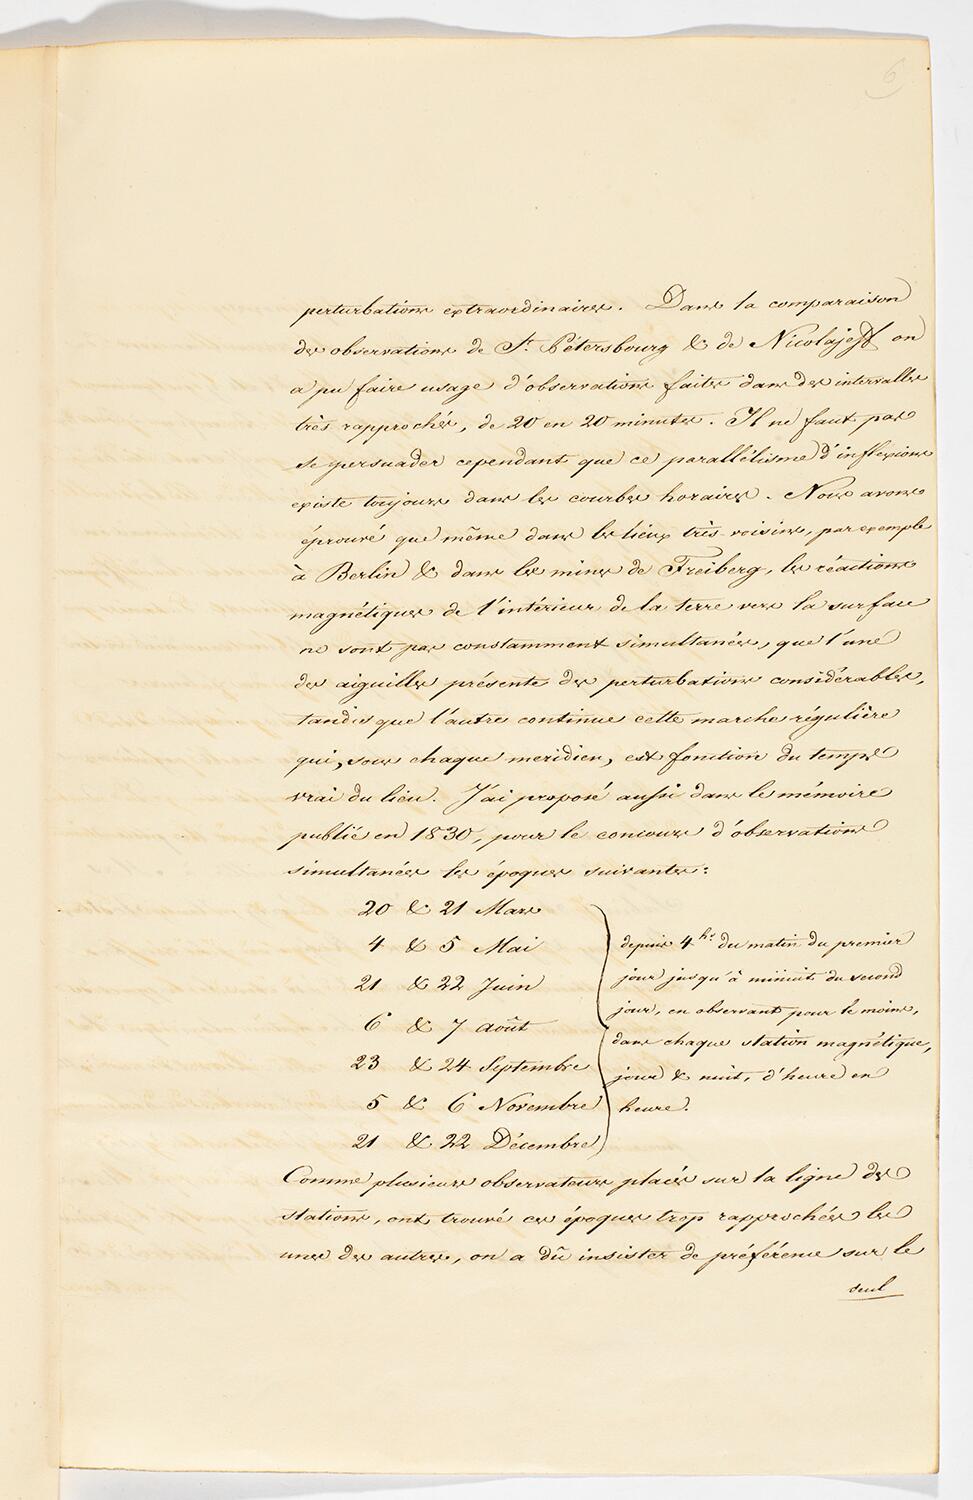 6
perturbations extraordinaires. Dans la comparaison
des observations de St. Pétersbourg & de Nicolajeff on
a pu faire usage d'observations faites dans des intervalles
très rapprochés, de 20 en 20 minutes. Il ne faut pas
se persuader cependant que ce parallélisme d'inflexions
existe toujours dans les courbes horaires. Nous avons
éprouvé que même dans les lieux très-voisins, par exemple
à Berlin & dans les mines de Freiberg, les réactions
magnétiques de l'intérieur de la terre vers la surface
ne sont pas constamment simultanées, que l'une
des aiguilles présente des perturbations considérables,
tandis que l'autre continue cette marche régulière
qui, sous chaque meridien, est fonction du temps
vrai du lieu. J'ai proposé aussi dans le mémoire
publié en 1830, pour le concours d'observations
simultanées les époques suivantes:
20 & 21 Mars
4 & 5 Mai
21 & 22 Juin
6 & 7 Août
23 & 24 Septembre
5 & 6 Novembre
21 & 22 Décembre
depuis 4 hs. du matin du premier
jour jusqu'à minuit du second
jour, en observant pour le moins,
dans chaque station magnétique,
jour & nuit, d'heure en
heure.
Comme plusieurs observateurs placés sur la ligne des
stations, ont trouvé ces époques trop rapprochées les
unes des autres, on a dû insister de préférence sur le
seul